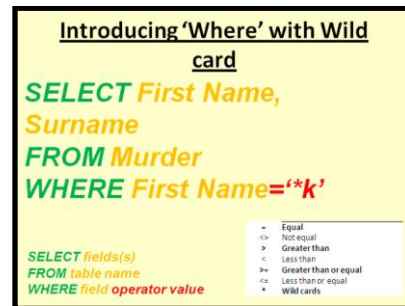 Introducing ‘Where’ with Wild
card
SELECT First Name,
Surname
FROM Murder
WHERE First Name=‘*k’
SELECT fields(s)
FROM table name
WHERE field operator value
= Equal
<> Not equal
> Greater than
< Less than
>= Greater than or equal
<= Less than or equal
* Wild cards